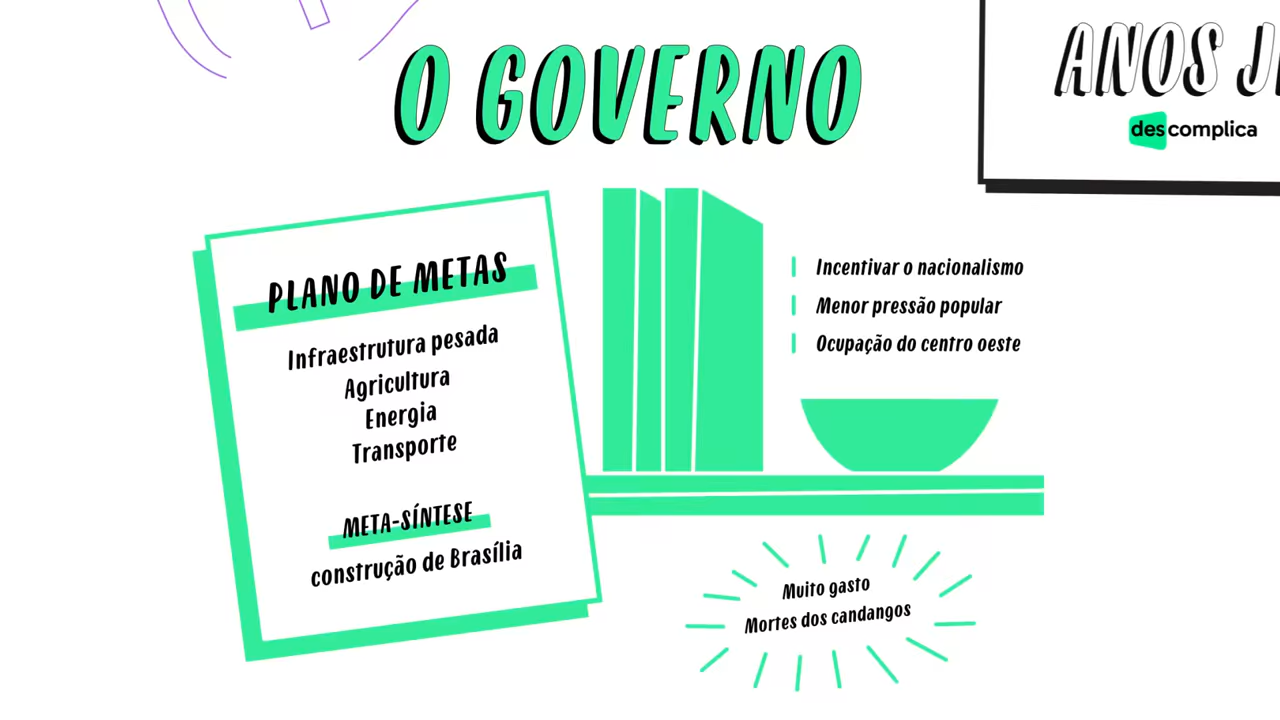 O GOVERNO
ANOS J
descomplica
PLANO DE METAS
Infraestrutura pesada
Agricultura
Energia
Transporte
META-SÍNTESE
construção de Brasília
Incentivar o nacionalismo
Menor pressão popular
Ocupação do centro oeste
Muito gasto
Mortes dos candangos